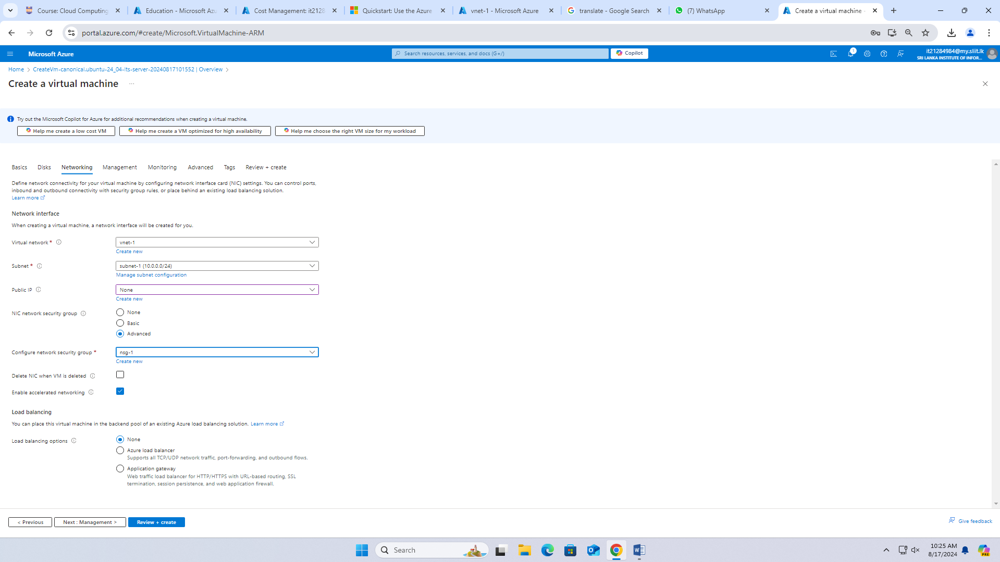 Course: Cloud Computing
Education - Microsoft Azu
Cost Management: it2128
Quickstart: Use the Azure
vnet-1 - Microsoft Azure
translate - Google Search
(7) WhatsApp
Create a virtual machine -
portal.azure.com/#create/Microsoft.VirtualMachine-ARM
Microsoft Azure
Search resources, services, and docs (G+/)
Copilot
1
it21284984@my.sliit.lk
SRI LANKA INSTITUTE OF INFOR...
Home > CreateVm-canonical.ubuntu-24_04-lts-server-20240817101552 | Overview >
Create a virtual machine ...
Try out the Microsoft Copilot for Azure for additional recommendations when creating a virtual machine.
Help me create a low cost VM
Help me create a VM optimized for high availability
Help me choose the right VM size for my workload
Basics Disks Networking Management Monitoring Advanced Tags Review + create
Define network connectivity for your virtual machine by configuring network interface card (NIC) settings. You can control ports,
inbound and outbound connectivity with security group rules, or place behind an existing load balancing solution.
Learn more
Network interface
When creating a virtual machine, a network interface will be created for you.
Virtual network *
vnet-1
Create new
Subnet *
subnet-1 (10.0.0.0/24)
Manage subnet configuration
Public IP
None
Create new
NIC network security group
None
Basic
Advanced
Configure network security group *
nsg-1
Create new
Delete NIC when VM is deleted
Enable accelerated networking
Load balancing
You can place this virtual machine in the backend pool of an existing Azure load balancing solution. Learn more
Load balancing options
None
Azure load balancer
Supports all TCP/UDP network traffic, port-forwarding, and outbound flows.
Application gateway
Web traffic load balancer for HTTP/HTTPS with URL-based routing, SSL
termination, session persistence, and web application firewall.
< Previous
Next : Management >
Review + create
Give feedback
Search
10:25 AM
8/17/2024
PRE